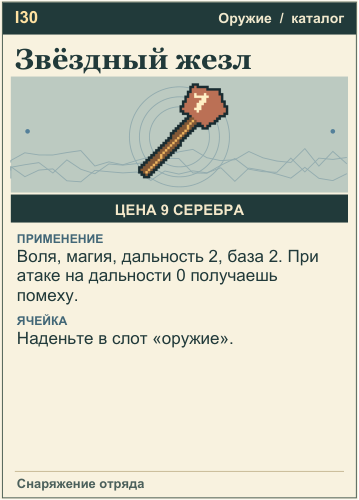 I30
Оружие / каталог
Звёздный жезл
7
ЦЕНА 9 СЕРЕБРА
ПРИМЕНЕНИЕ
Воля, магия, дальность 2, база 2. При
атаке на дальности 0 получаешь
помеху.
ЯЧЕЙКА
Наденьте в слот «оружие».
Снаряжение отряда